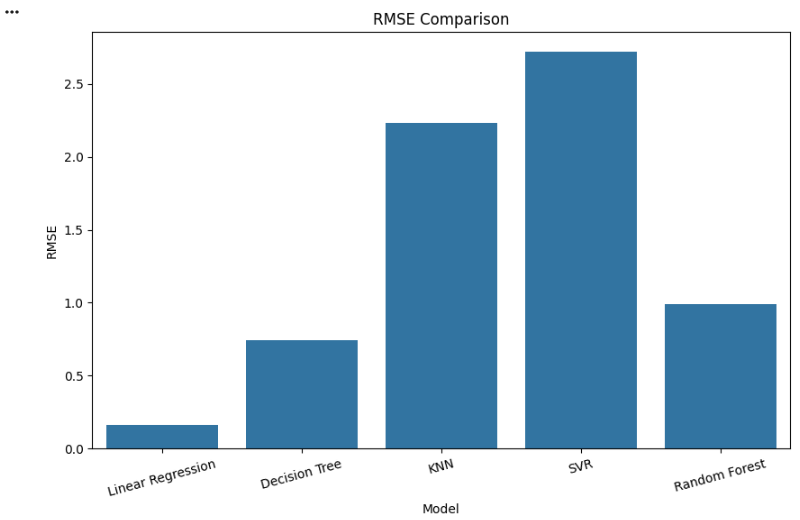 •••
RMSE Comparison
RMSE
2.5
2.0
1.5
1.0
0.5
0.0
Linear Regression
Decision Tree
KNN
SVR
Random Forest
Model